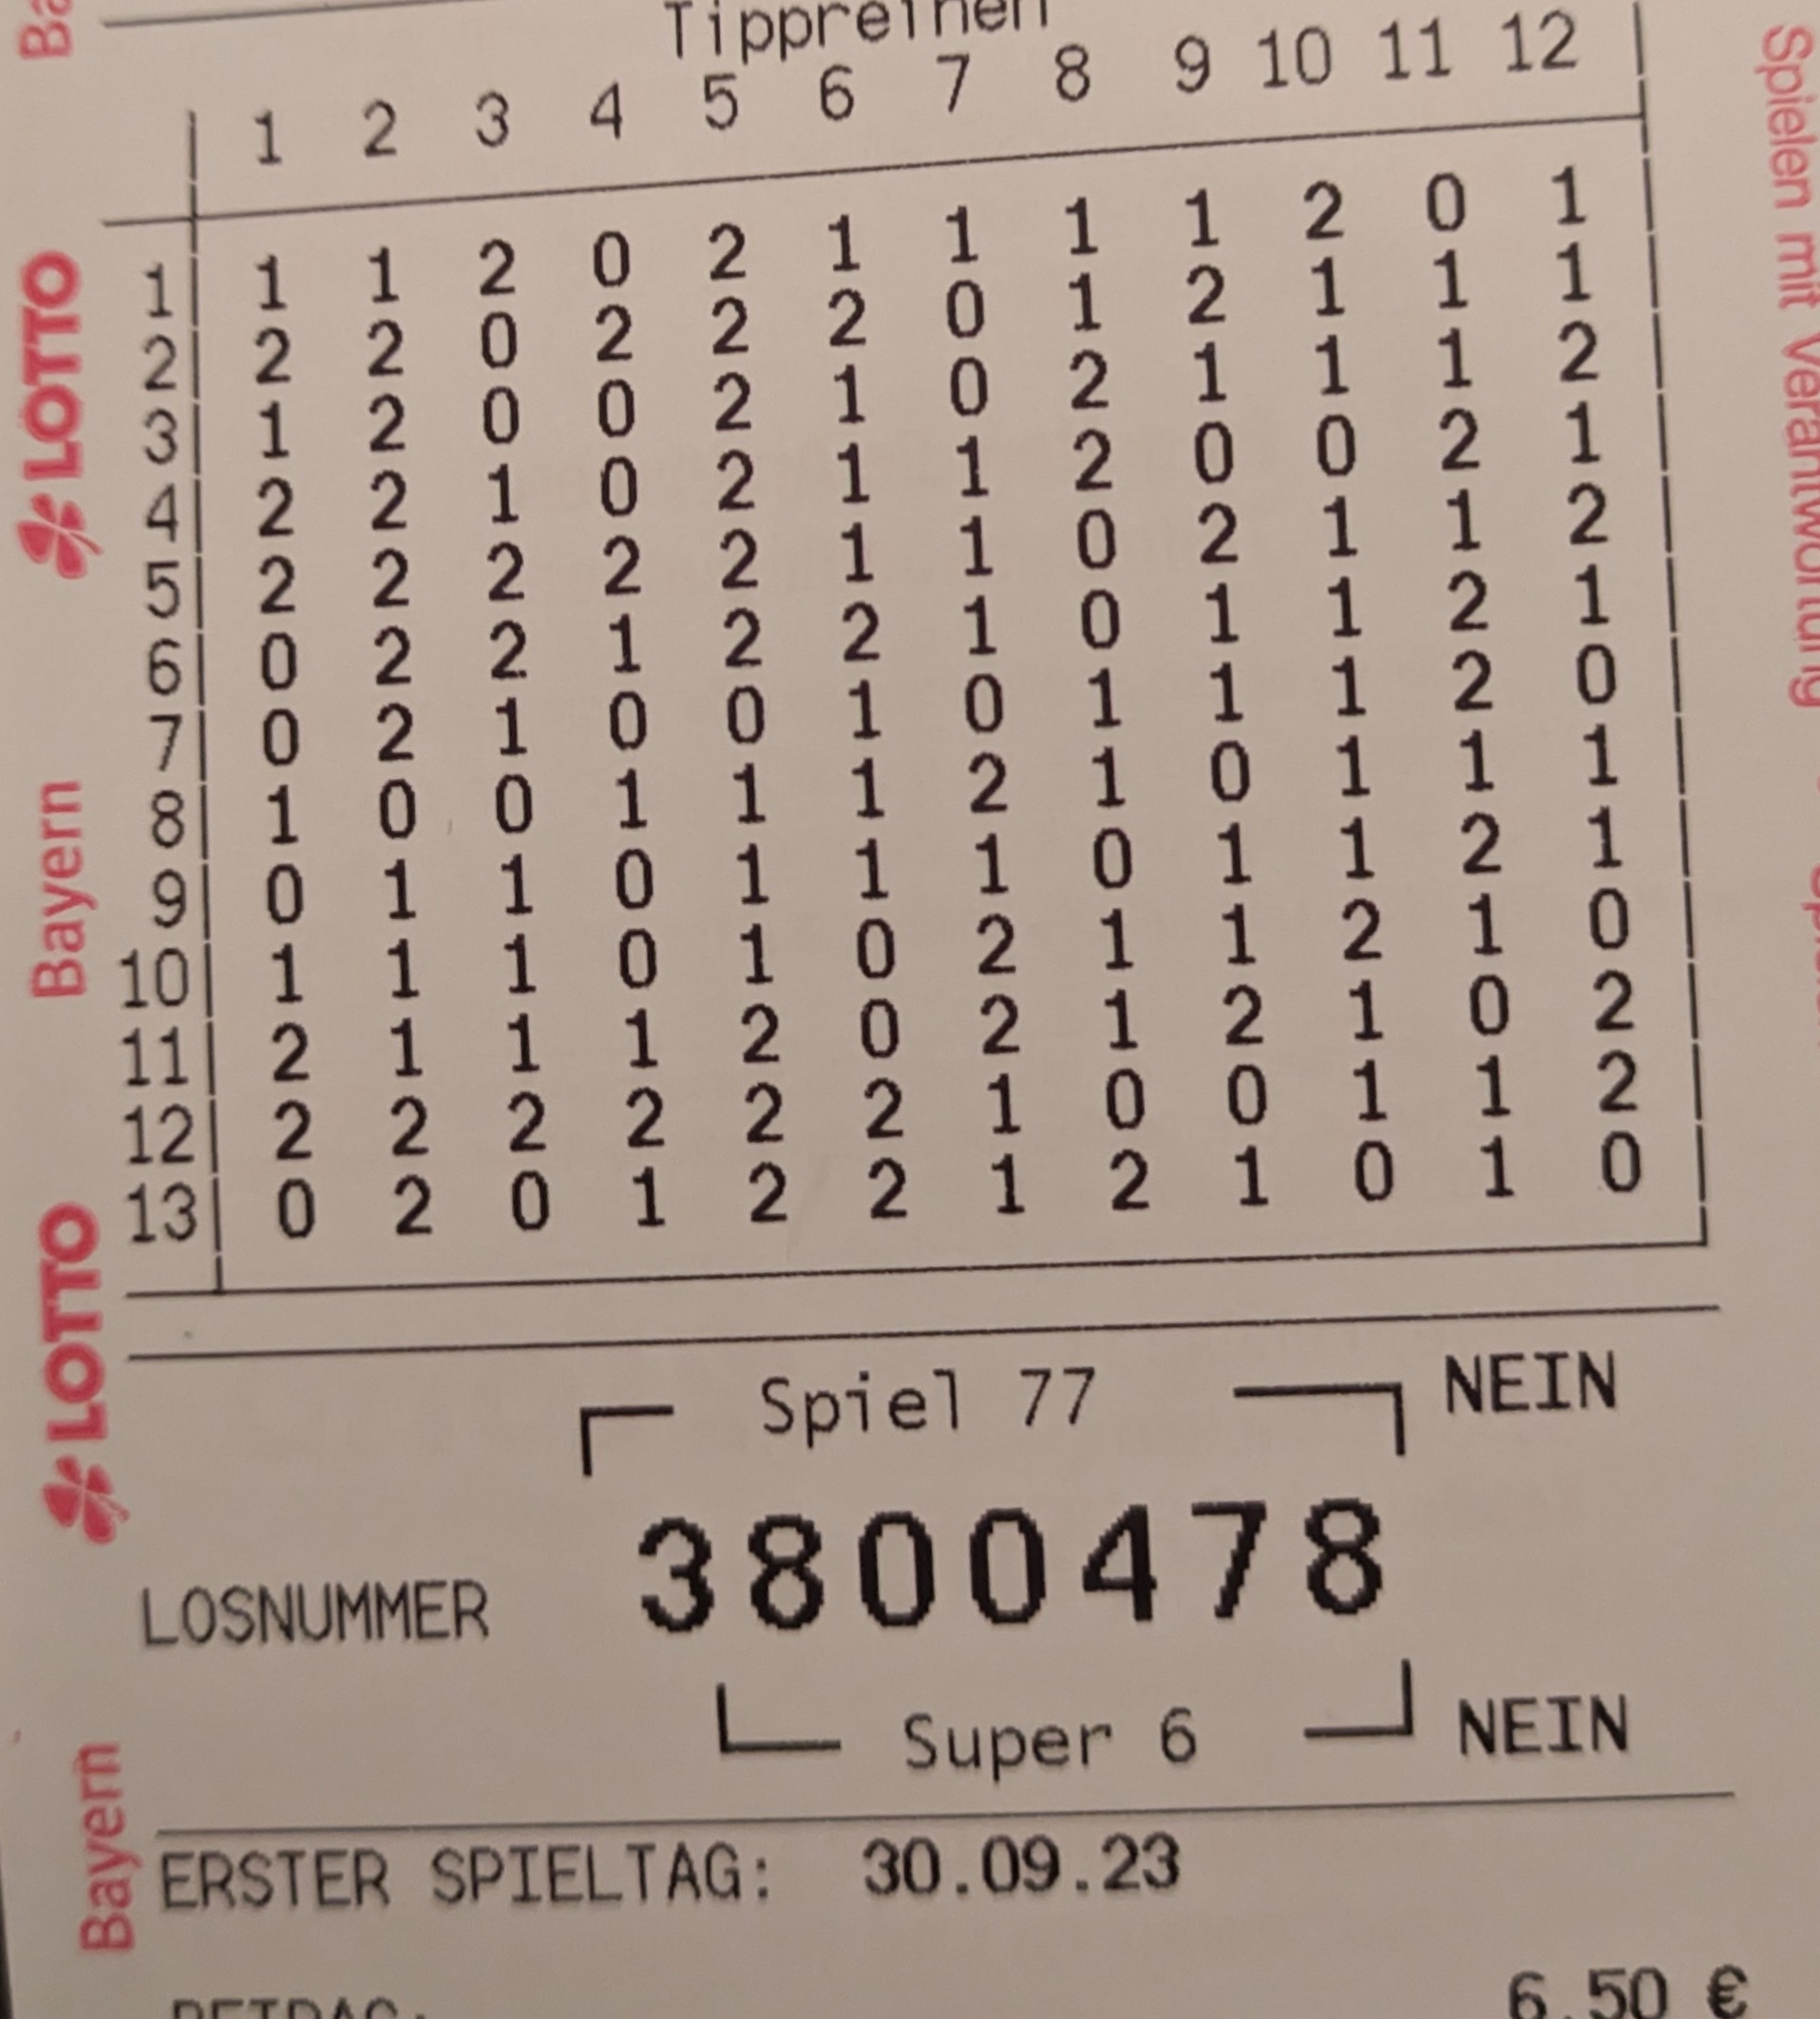 Tippreihen
1 2 3 4 5 6 7 8 9 10 11 12
1 1 1 2 0 2 1 1 1 1 2 0 1
2 2 2 0 2 2 2 0 1 2 1 1 1
3 1 2 0 0 2 1 0 2 1 1 1 2
4 2 2 1 0 2 1 1 2 0 0 2 1
5 2 2 2 2 2 1 1 0 2 1 1 2
6 0 2 2 1 2 2 1 0 1 1 2 1
7 0 2 1 0 0 1 0 1 1 1 2 0
8 1 0 0 1 1 1 2 1 0 1 1 1
9 0 1 1 0 1 1 1 0 1 1 2 1
10 1 1 1 0 1 0 2 1 1 2 1 0
11 2 1 1 1 2 0 2 1 2 1 0 2
12 2 2 2 2 2 2 1 0 0 1 1 2
13 0 2 0 1 2 2 1 2 1 0 1 0
Spiel 77 NEIN
LOSNUMMER 3800478
Super 6 NEIN
ERSTER SPIELTAG: 30.09.23
6,50 €
LOTTO
Bayern
LOTTO
Bayern
Spielen mit Verantwortung